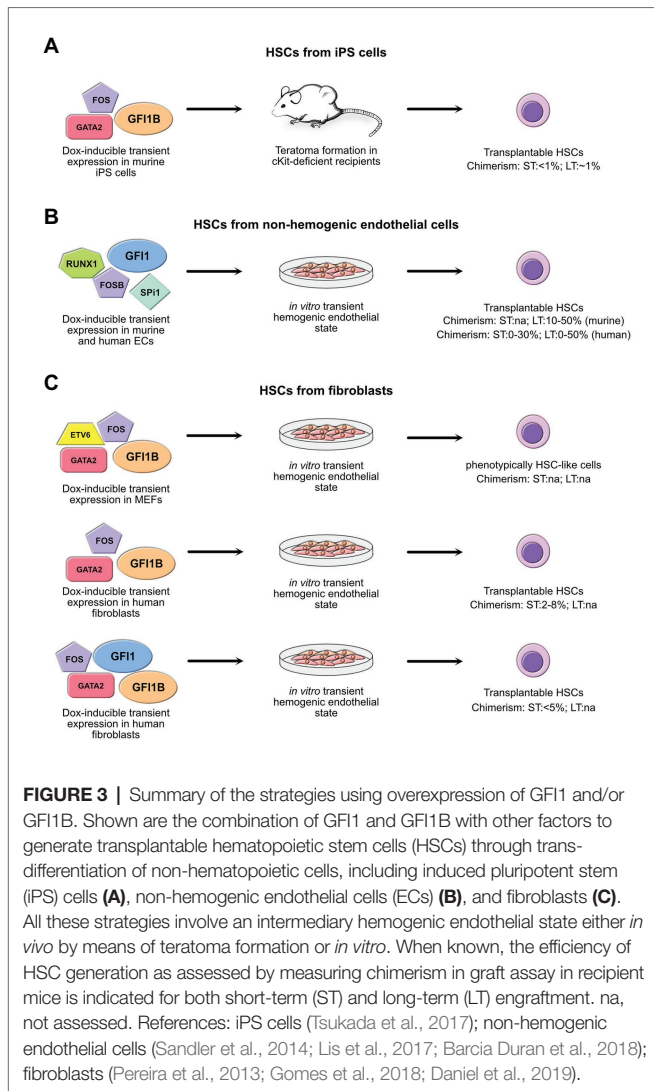 A
HSCs from iPS cells
FOS
GATA2
GFI1B
Dox-inducible transient
expression in murine
iPS cells
Teratoma formation in
cKit-deficient recipients
Transplantable HSCs
Chimerism: ST:<1%; LT:~1%
B
HSCs from non-hemogenic endothelial cells
RUNX1
GFI1
FOSB
SPi1
Dox-inducible transient
expression in murine
and human ECs
in vitro transient
hemogenic endothelial
state
Transplantable HSCs
Chimerism: ST:na; LT:10-50% (murine)
Chimerism: ST:0-30%; LT:0-50% (human)
C
HSCs from fibroblasts
ETV6
FOS
GATA2
GFI1B
Dox-inducible transient
expression in MEFs
in vitro transient
hemogenic endothelial
state
phenotypically HSC-like cells
Chimerism: ST:na; LT:na
FOS
GATA2
GFI1B
Dox-inducible transient
expression in human
fibroblasts
in vitro transient
hemogenic endothelial
state
Transplantable HSCs
Chimerism: ST:2-8%; LT:na
FOS
GFI1
GATA2
GFI1B
Dox-inducible transient
expression in human
fibroblasts
in vitro transient
hemogenic endothelial
state
Transplantable HSCs
Chimerism: ST:<5%; LT:na
FIGURE 3 | Summary of the strategies using overexpression of GFI1 and/or
GFI1B. Shown are the combination of GFI1 and GFI1B with other factors to
generate transplantable hematopoietic stem cells (HSCs) through trans-
differentiation of non-hematopoietic cells, including induced pluripotent stem
(iPS) cells (A), non-hemogenic endothelial cells (ECs) (B), and fibroblasts (C).
All these strategies involve an intermediary hemogenic endothelial state either in
vivo by means of teratoma formation or in vitro. When known, the efficiency of
HSC generation as assessed by measuring chimerism in graft assay in recipient
mice is indicated for both short-term (ST) and long-term (LT) engraftment. na,
not assessed. References: iPS cells (Tsukada et al., 2017); non-hemogenic
endothelial cells (Sandler et al., 2014; Lis et al., 2017; Barcia Duran et al., 2018);
fibroblasts (Pereira et al., 2013; Gomes et al., 2018; Daniel et al., 2019).